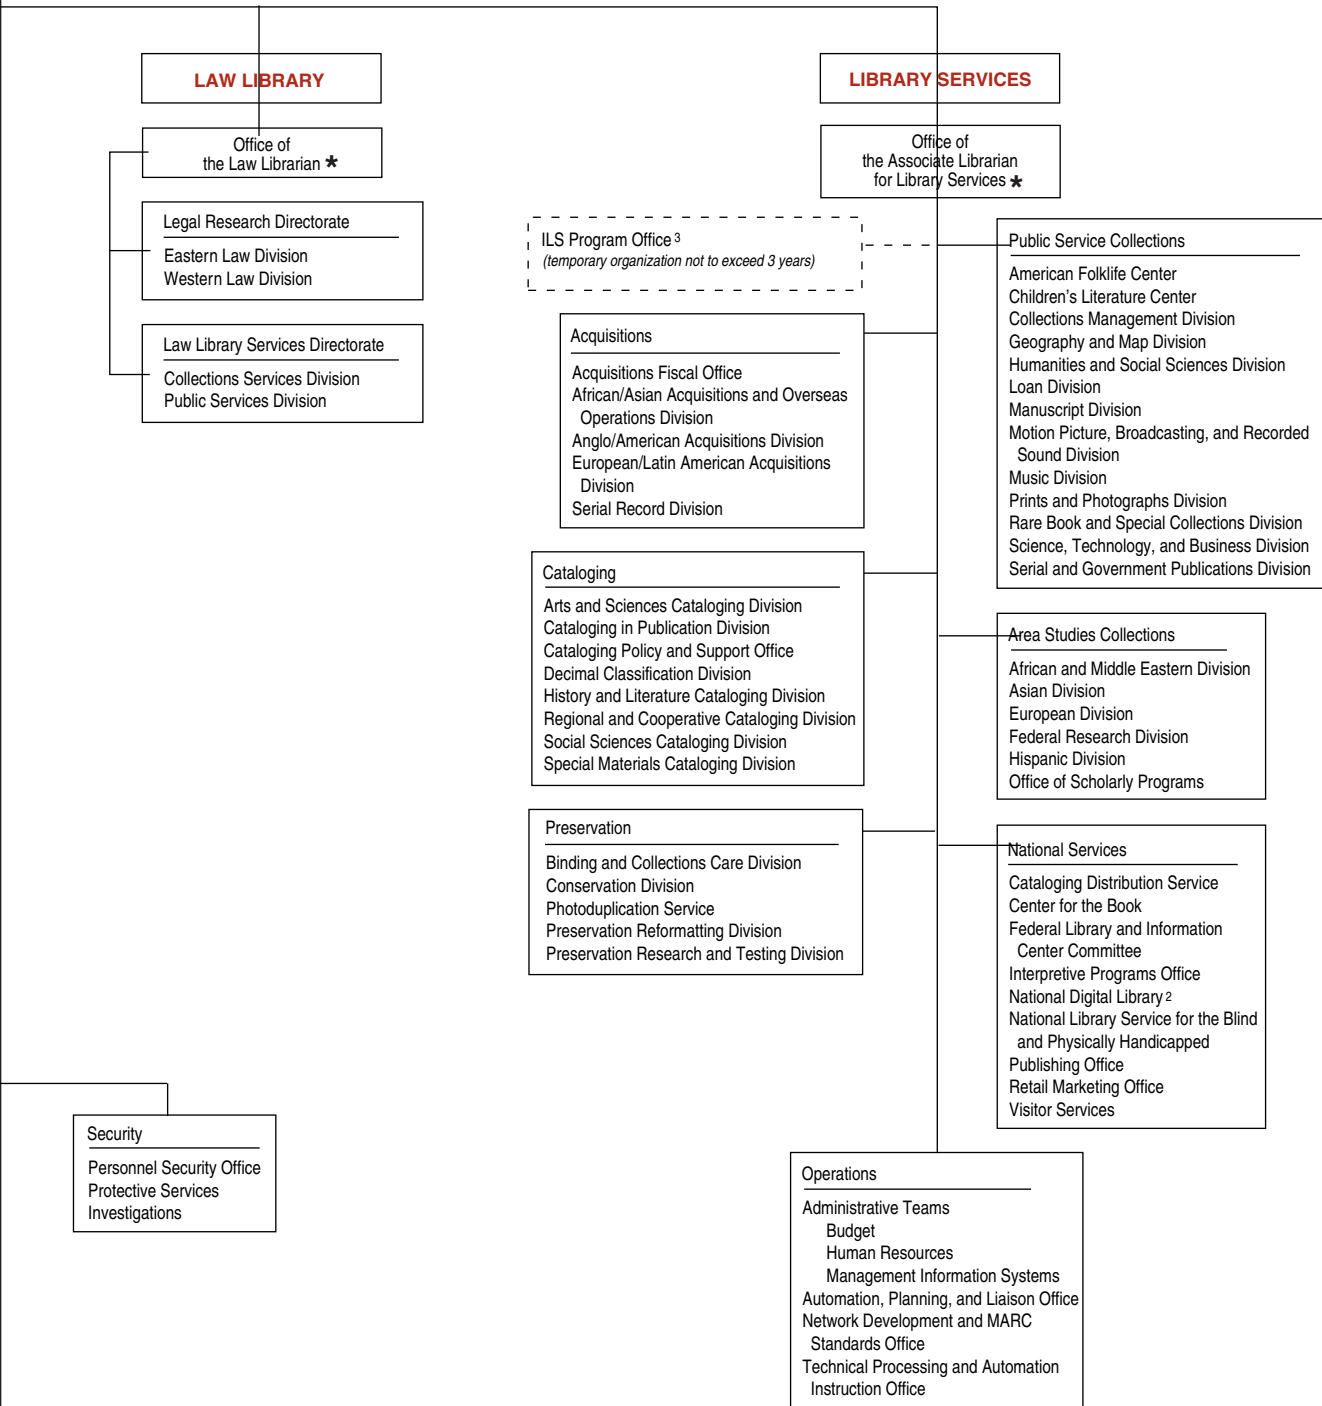 LAW LIBRARY
Office of
the Law Librarian *
Legal Research Directorate
Eastern Law Division
Western Law Division
Law Library Services Directorate
Collections Services Division
Public Services Division
LIBRARY SERVICES
Office of
the Associate Librarian
for Library Services *
ILS Program Office 3
(temporary organization not to exceed 3 years)
Acquisitions
Acquisitions Fiscal Office
African/Asian Acquisitions and Overseas
Operations Division
Anglo/American Acquisitions Division
European/Latin American Acquisitions
Division
Serial Record Division
Cataloging
Arts and Sciences Cataloging Division
Cataloging in Publication Division
Cataloging Policy and Support Office
Decimal Classification Division
History and Literature Cataloging Division
Regional and Cooperative Cataloging Division
Social Sciences Cataloging Division
Special Materials Cataloging Division
Preservation
Binding and Collections Care Division
Conservation Division
Photoduplication Service
Preservation Reformatting Division
Preservation Research and Testing Division
Public Service Collections
American Folklife Center
Children's Literature Center
Collections Management Division
Geography and Map Division
Humanities and Social Sciences Division
Loan Division
Manuscript Division
Motion Picture, Broadcasting, and Recorded
Sound Division
Music Division
Prints and Photographs Division
Rare Book and Special Collections Division
Science, Technology, and Business Division
Serial and Government Publications Division
Area Studies Collections
African and Middle Eastern Division
Asian Division
European Division
Federal Research Division
Hispanic Division
Office of Scholarly Programs
National Services
Cataloging Distribution Service
Center for the Book
Federal Library and Information
Center Committee
Interpretive Programs Office
National Digital Library 2
National Library Service for the Blind
and Physically Handicapped
Publishing Office
Retail Marketing Office
Visitor Services
Security
Personnel Security Office
Protective Services
Investigations
Operations
Administrative Teams
Budget
Human Resources
Management Information Systems
Automation, Planning, and Liaison Office
Network Development and MARC
Standards Office
Technical Processing and Automation
Instruction Office